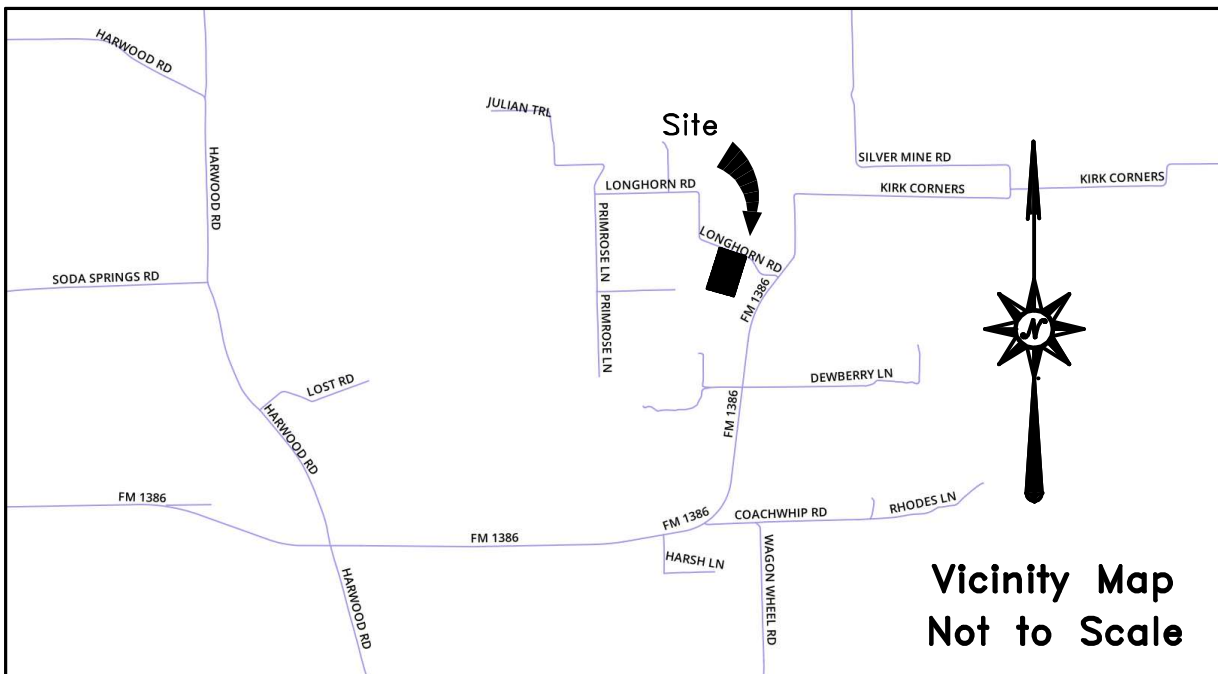 HARWOOD RD
JULIAN TRL
Site
HARWOOD RD
SILVER MINE RD
LONGHORN RD
KIRK CORNERS
KIRK CORNERS
PRIMROSE LN
LONGHORN RD
SODA SPRINGS RD
FM 1386
PRIMROSE LN
N
LOST RD
DEWBERRY LN
HARWOOD RD
FM 1386
FM 1386
RHODES LN
FM 1386
COACHWHIP RD
FM 1386
HARSH LN
WAGON WHEEL RD
HARWOOD RD
Vicinity Map
Not to Scale